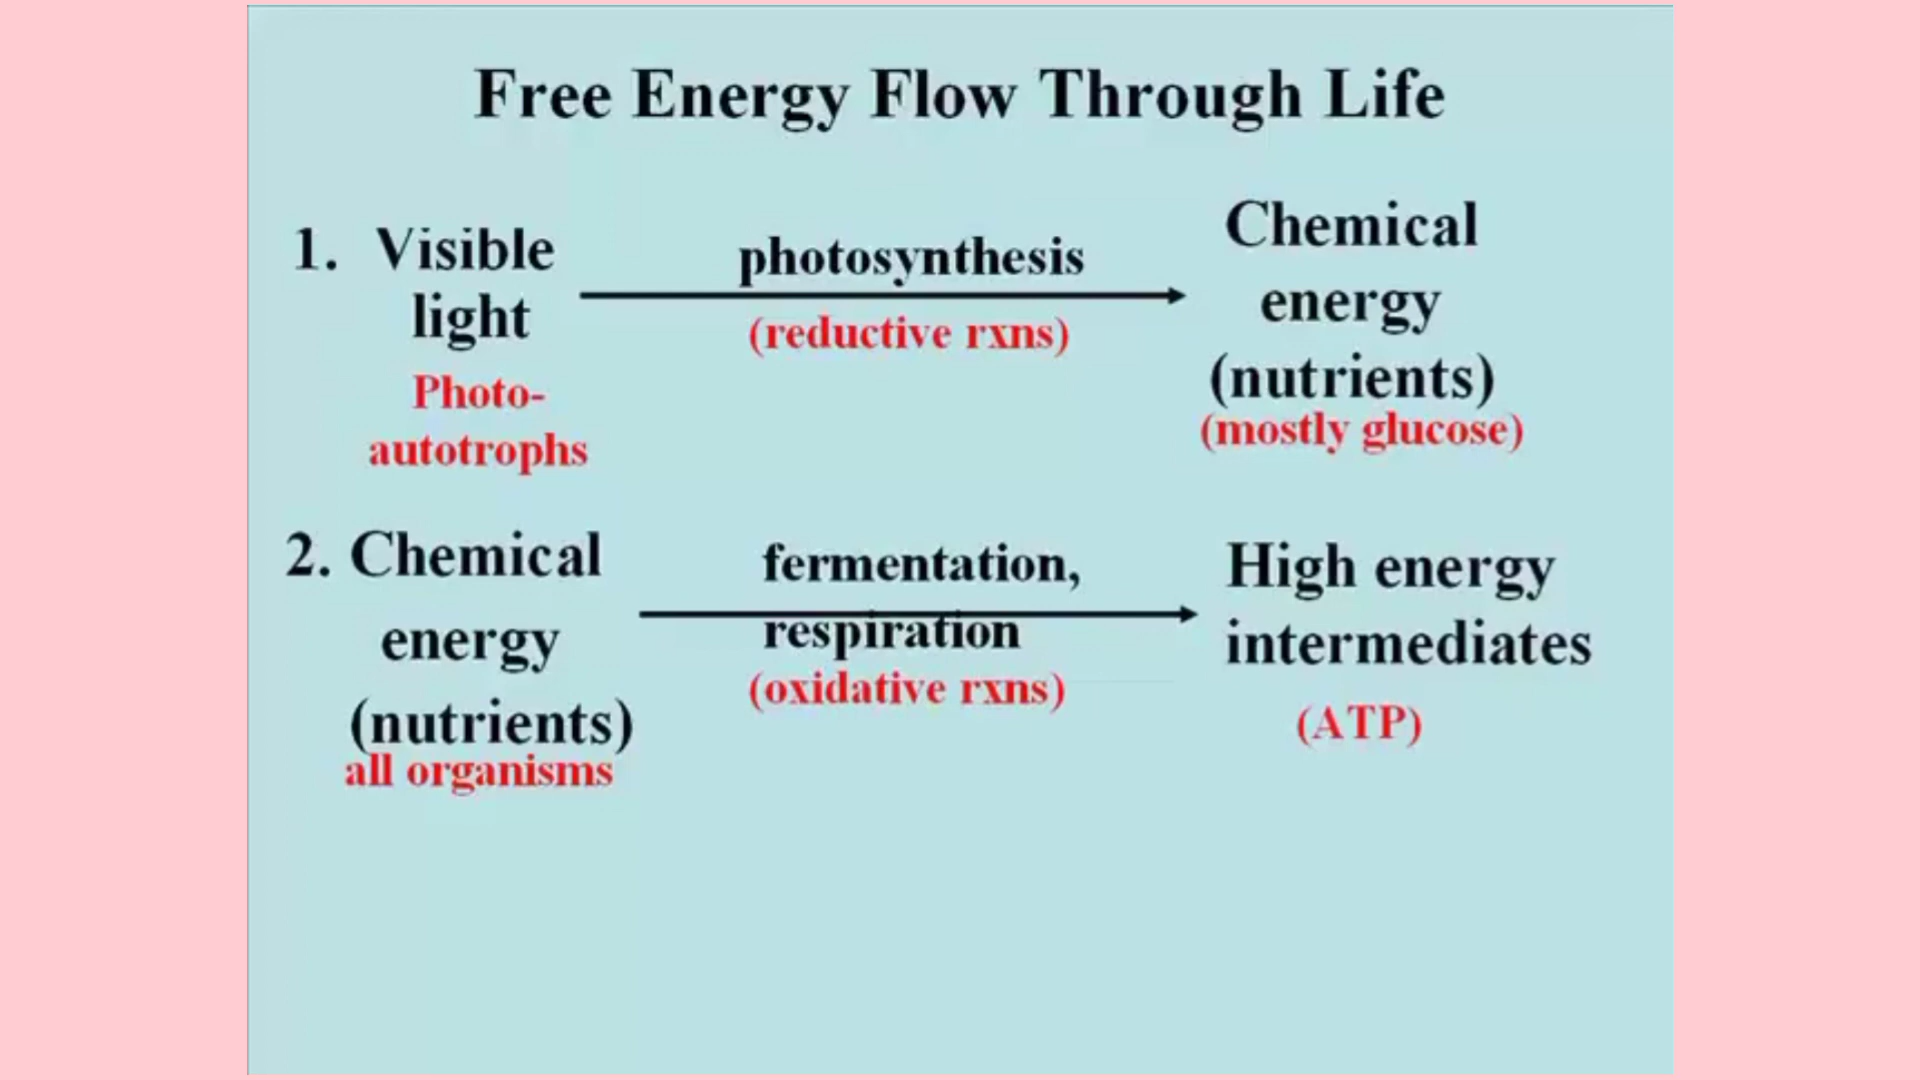 Free Energy Flow Through Life
1. Visible
light
Photo-
autotrophs
photosynthesis
(reductive rxns)
Chemical
energy
(nutrients)
(mostly glucose)
2. Chemical
energy
(nutrients)
all organisms
fermentation,
respiration
(oxidative rxns)
High energy
intermediates
(ATP)